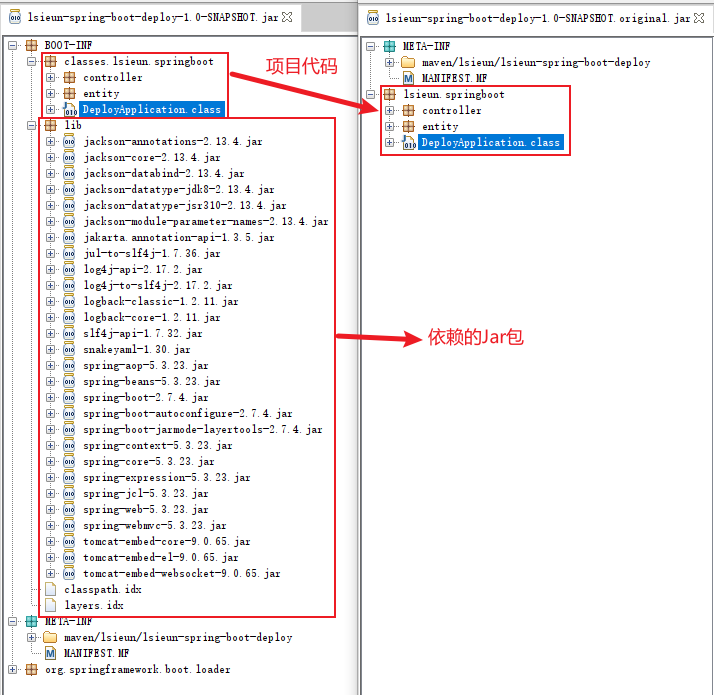 lsieun-spring-boot-deploy-1.0-SNAPSHOT.jar
BOOT-INF
classes.lsieun.springboot
controller
entity
DeployApplication.class
lib
jackson-annotations-2.13.4.jar
jackson-core-2.13.4.jar
jackson-databind-2.13.4.jar
jackson-datatype-jdk8-2.13.4.jar
jackson-datatype-jsr310-2.13.4.jar
jackson-module-parameter-names-2.13.4.jar
jakarta.annotation-api-1.3.5.jar
jul-to-slf4j-1.7.36.jar
log4j-api-2.17.2.jar
log4j-to-slf4j-2.17.2.jar
logback-classic-1.2.11.jar
logback-core-1.2.11.jar
slf4j-api-1.7.32.jar
snakeyaml-1.30.jar
spring-aop-5.3.23.jar
spring-beans-5.3.23.jar
spring-boot-2.7.4.jar
spring-boot-autoconfigure-2.7.4.jar
spring-boot-jarmode-layertools-2.7.4.jar
spring-context-5.3.23.jar
spring-core-5.3.23.jar
spring-expression-5.3.23.jar
spring-jcl-5.3.23.jar
spring-web-5.3.23.jar
spring-webmvc-5.3.23.jar
tomcat-embed-core-9.0.65.jar
tomcat-embed-el-9.0.65.jar
tomcat-embed-websocket-9.0.65.jar
classpath.idx
layers.idx
META-INF
maven/lsieun/lsieun-spring-boot-deploy
MANIFEST.MF
org.springframework.boot.loader
项目代码
依赖的Jar包
lsieun-spring-boot-deploy-1.0-SNAPSHOT.original.jar
META-INF
maven/lsieun/lsieun-spring-boot-deploy
MANIFEST.MF
lsieun.springboot
controller
entity
DeployApplication.class